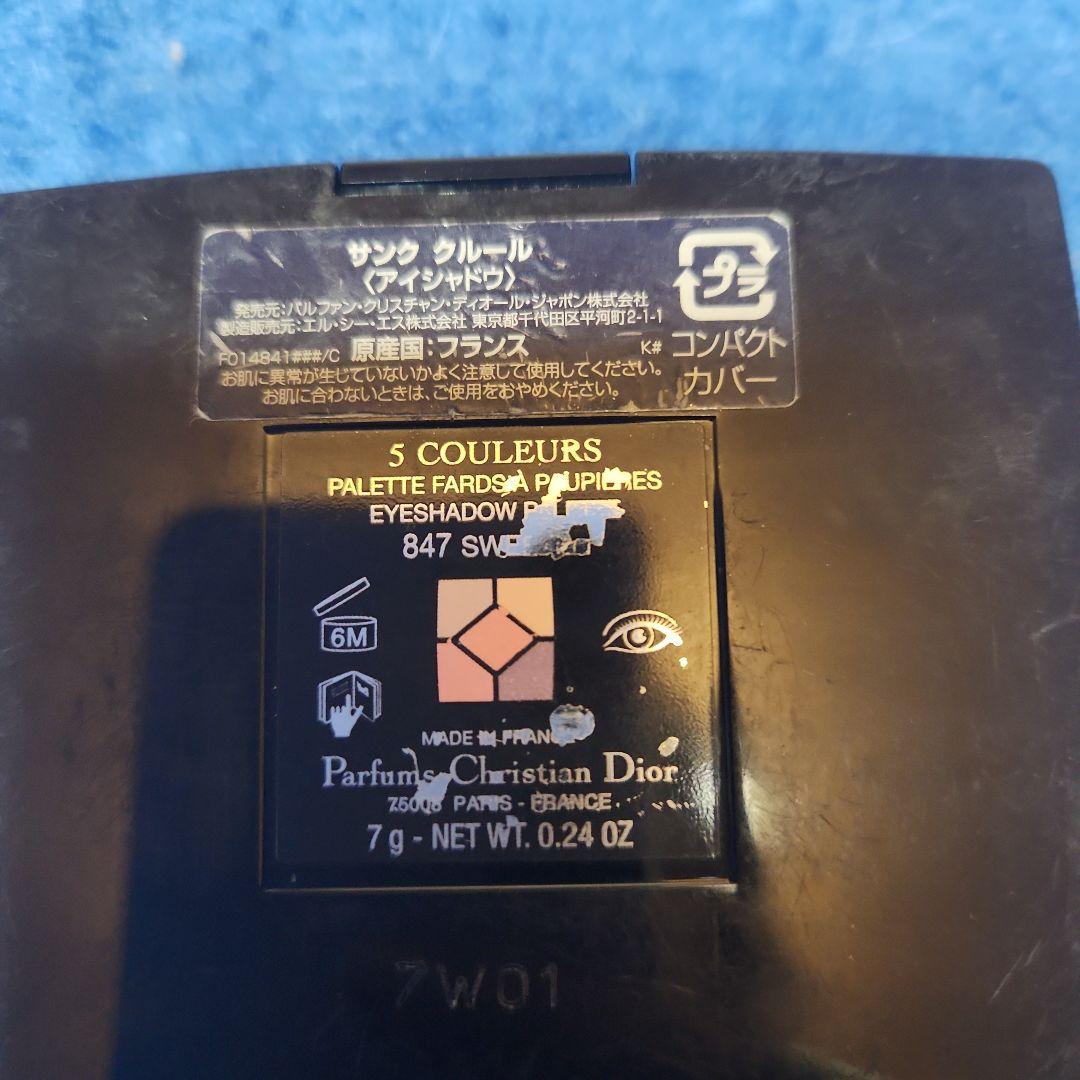 サンク クルール
〈アイシャドウ〉
発売元:パルファン・クリスチャン・ディオール・ジャポン株式会社
製造販売元:エル・シー・エス株式会社 東京都千代田区平河町2-1-1
F014841###/C 原産国:フランス K#
お肌に異常が生じていないかよく注意して使用してください。
お肌に合わないときは、ご使用をおやめください。
プラ
コンパクト
カバー
5 COULEURS
PALETTE FARDS À PAUPIÈRES
EYESHADOW
847
6M
MADE IN FRANCE
Parfums Christian Dior
75008 PARIS - FRANCE
7 g - NET WT. 0.24 OZ
7W01